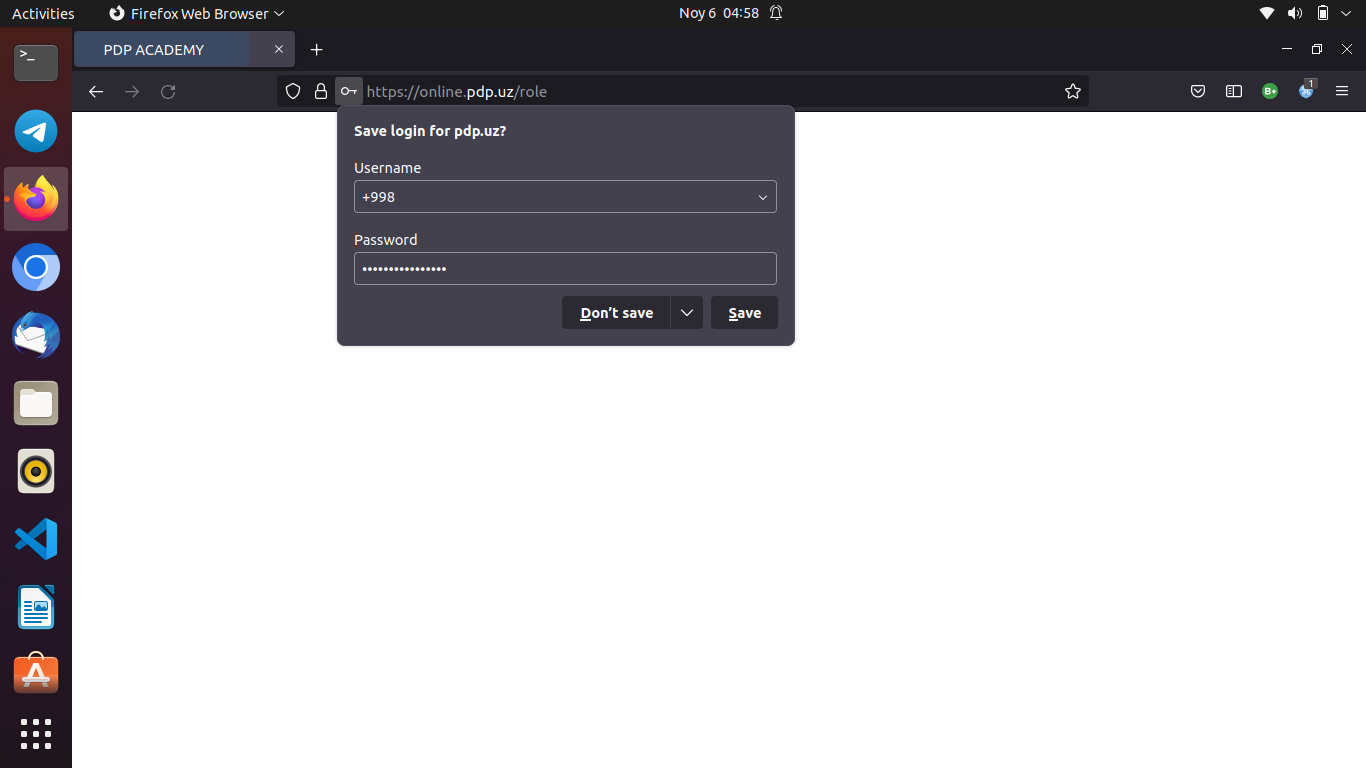 Activities Firefox Web Browser Noy 6 04:58
PDP ACADEMY
https://online.pdp.uz/role
B+
1
Save login for pdp.uz?
Username
+998
Password
••••••••••••••••
Don't save Save